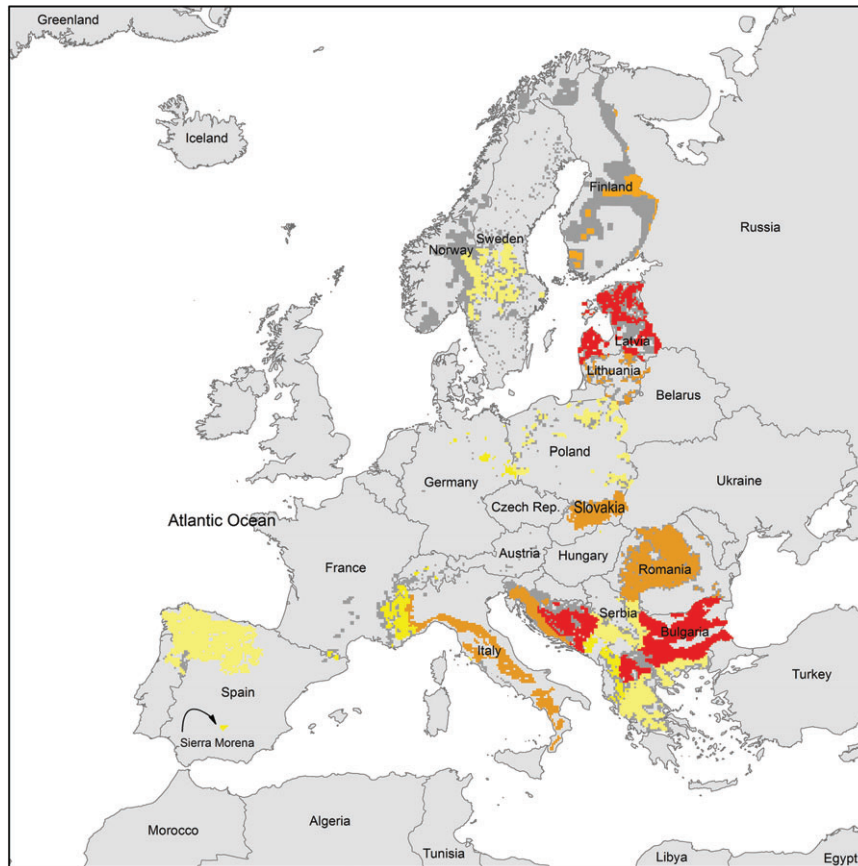 Greenland
Iceland
Finland
Russia
Norway
Sweden
Latvia
Lithuania
Belarus
Poland
Germany
Ukraine
Czech Rep.
Slovakia
Atlantic Ocean
Austria
Hungary
France
Romania
Serbia
Bulgaria
Italy
Turkey
Spain
Sierra Morena
Morocco
Algeria
Tunisia
Libya
Egypt